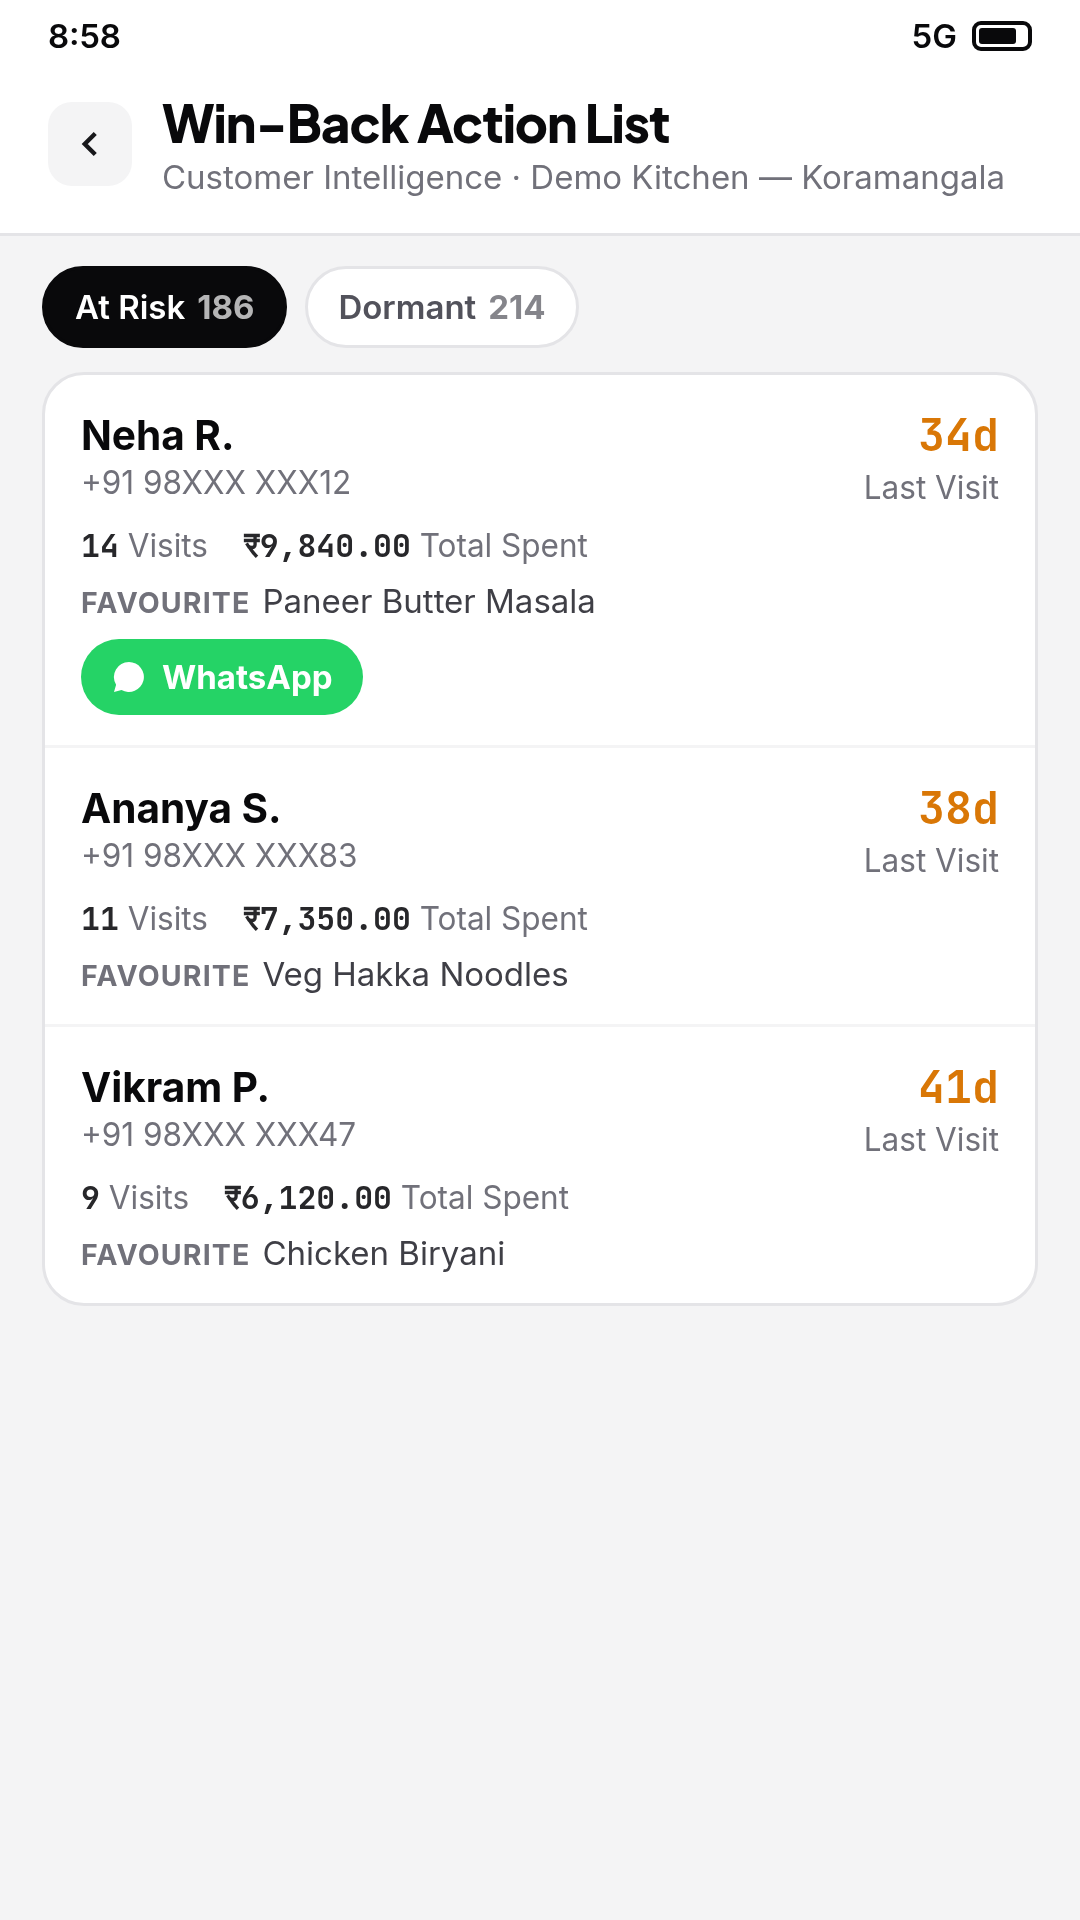 8:58 5G
Win-Back Action List
Customer Intelligence · Demo Kitchen — Koramangala
At Risk 186 Dormant 214
Neha R. 34d
+91 98XXX XXX12 Last Visit
14 Visits ₹9,840.00 Total Spent
FAVOURITE Paneer Butter Masala
WhatsApp
Ananya S. 38d
+91 98XXX XXX83 Last Visit
11 Visits ₹7,350.00 Total Spent
FAVOURITE Veg Hakka Noodles
Vikram P. 41d
+91 98XXX XXX47 Last Visit
9 Visits ₹6,120.00 Total Spent
FAVOURITE Chicken Biryani